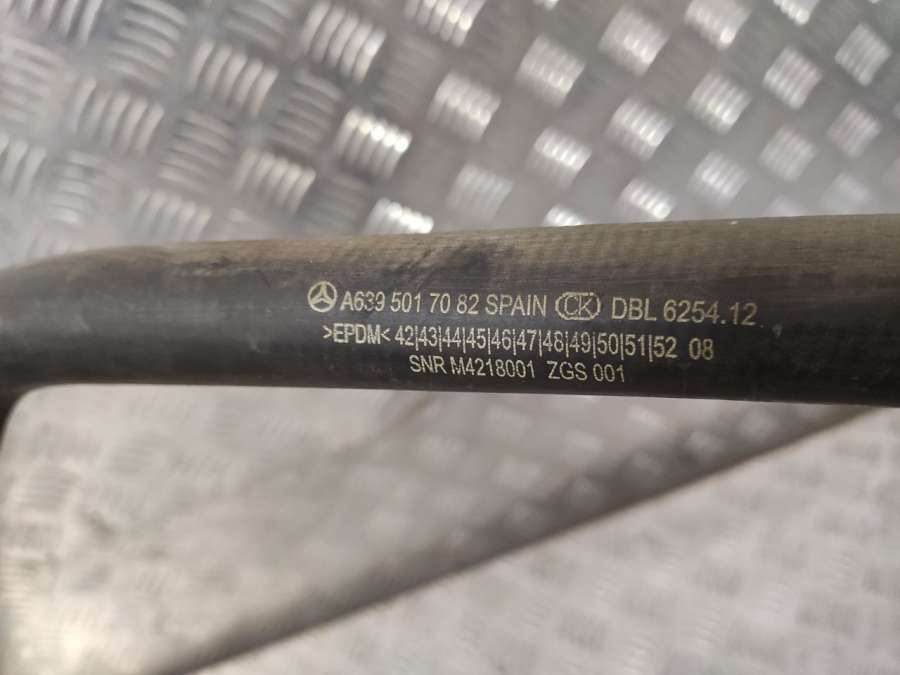 A639 501 70 82 SPAIN CK DBL 6254.12
>EPDM< 42|43|44|45|46|47|48|49|50|51|52 08
SNR M4218001 ZGS 001